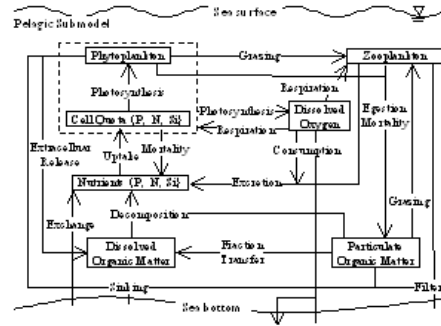 Sea surface
Pelagic Submodel
Phytoplankton
Grazing
Zooplankton
Photosynthesis
Respiration
Cell Quota (P, N, Si)
Photosynthesis
Dissolved
Oxygen
Egestion
Mortality
Respiration
Extracellular
Release
Uptake
Mortality
Consumption
Nutrients (P, N, Si)
Excretion
Exchange
Decomposition
Grazing
Dissolved
Organic Matter
Fraction
Transfer
Particulate
Organic Matter
Sinking
Filter
Sea bottom